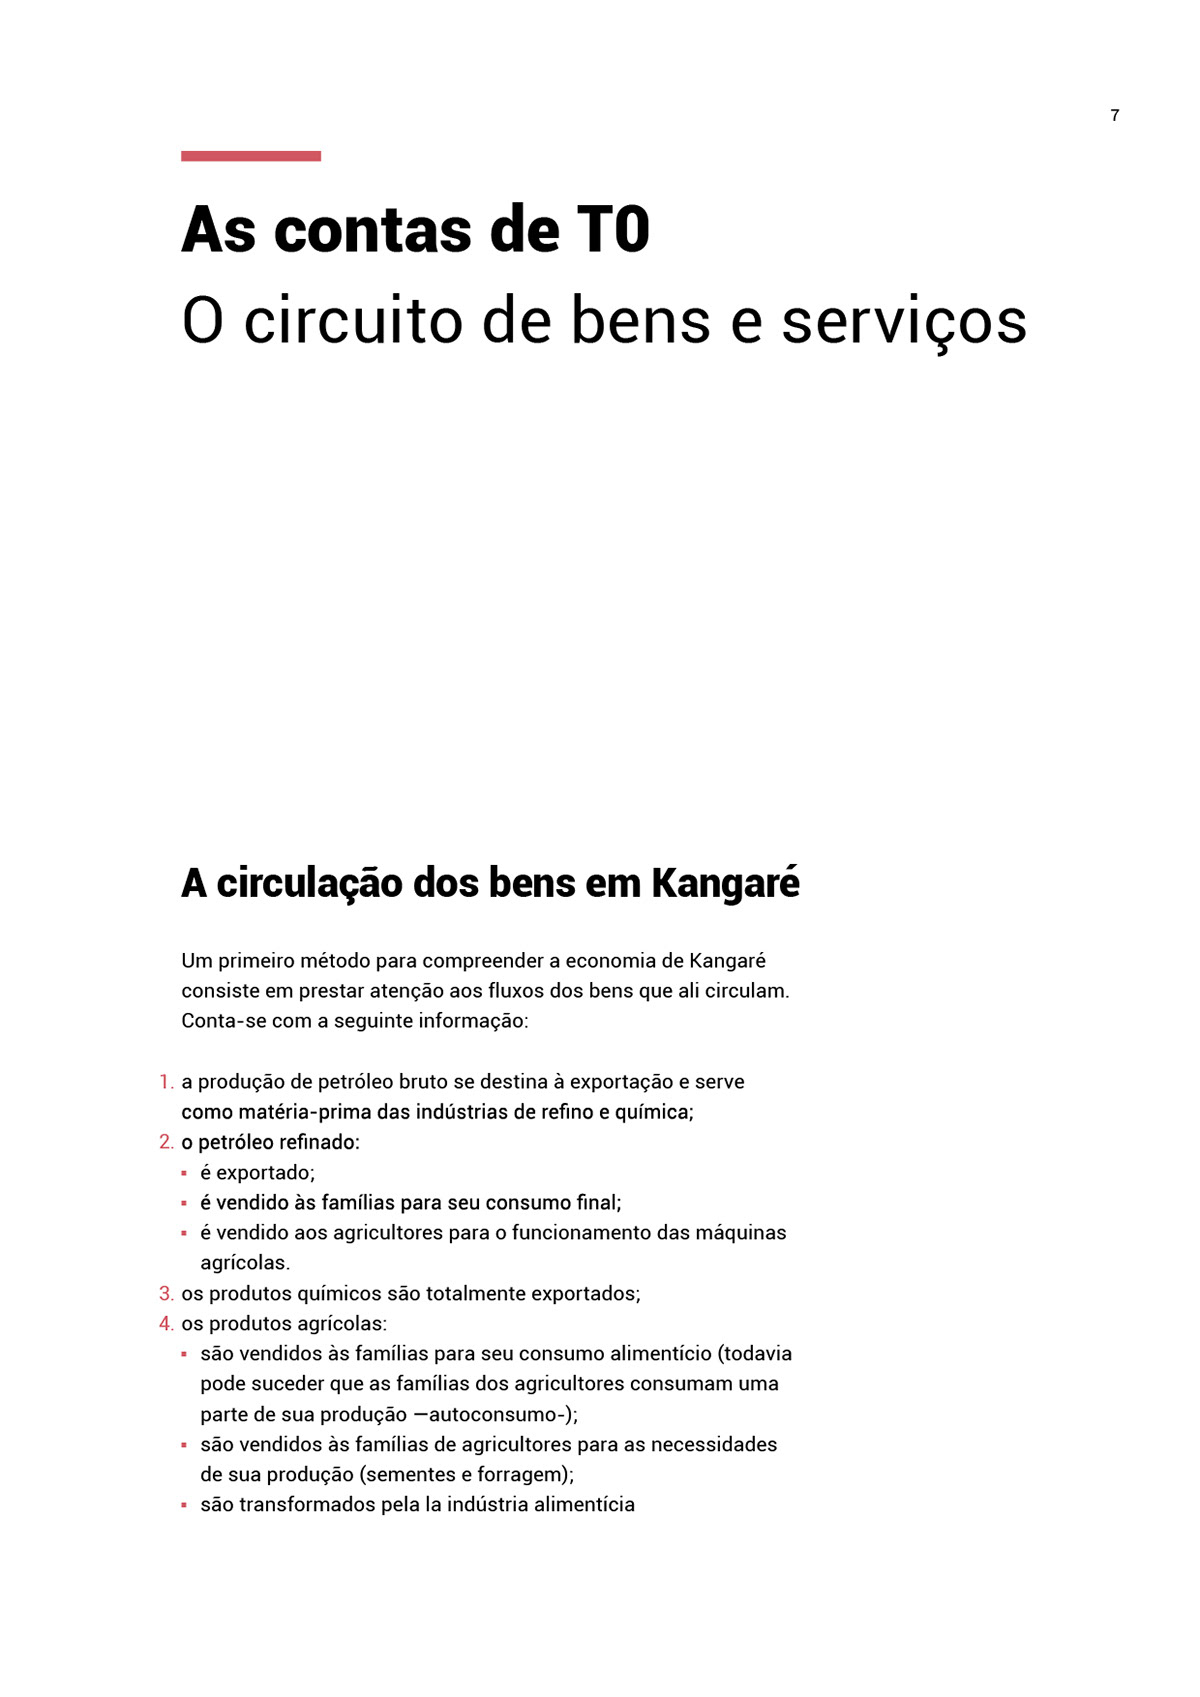 7
As contas de T0
O circuito de bens e serviços
A circulação dos bens em Kangaré
Um primeiro método para compreender a economia de Kangaré
consiste em prestar atenção aos fluxos dos bens que ali circulam.
Conta-se com a seguinte informação:
1. a produção de petróleo bruto se destina à exportação e serve
como matéria-prima das indústrias de refino e química;
2. o petróleo refinado:
▪ é exportado;
▪ é vendido às famílias para seu consumo final;
▪ é vendido aos agricultores para o funcionamento das máquinas
agrícolas.
3. os produtos químicos são totalmente exportados;
4. os produtos agrícolas:
▪ são vendidos às famílias para seu consumo alimentício (todavia
pode suceder que as famílias dos agricultores consumam uma
parte de sua produção —autoconsumo-);
▪ são vendidos às famílias de agricultores para as necessidades
de sua produção (sementes e forragem);
▪ são transformados pela la indústria alimentícia